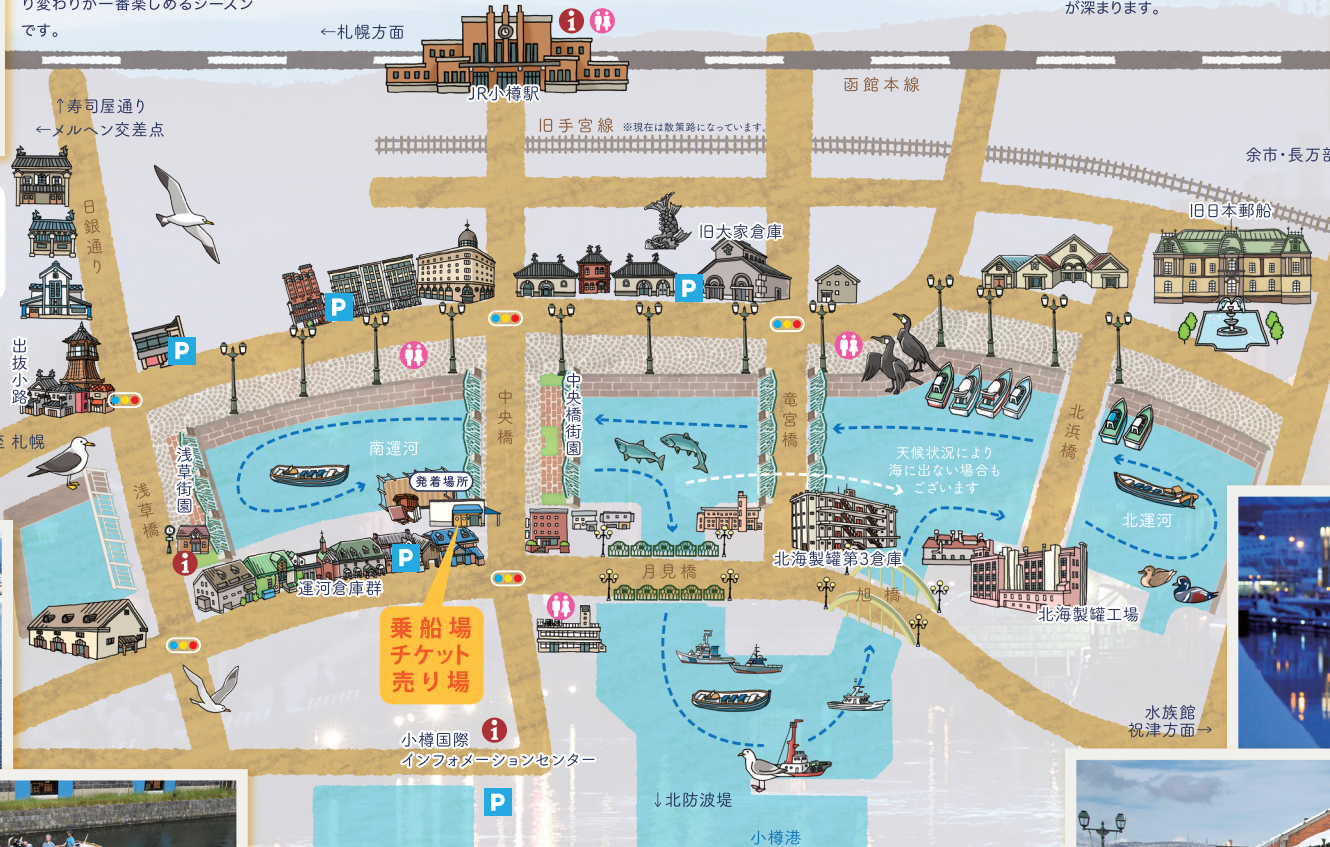 り変わりが一番楽しめるシーズン
です。
が深まります。
←札幌方面
JR小樽駅
函館本線
↑寿司屋通り
←メルヘン交差点
旧手宮線 ※現在は散策路になっています。
余市・長万部
日銀通り
旧大家倉庫
旧日本郵船
P
P
P
出抜小路
中央橋
中央橋街園
竜宮橋
北浜橋
札幌
浅草橋
浅草街園
南運河
発着場所
天候状況により
海に出ない場合も
ございます
北運河
P
運河倉庫群
月見橋
北海製罐第3倉庫
旭橋
北海製罐工場
乗船場
チケット
売り場
小樽国際
インフォメーションセンター
水族館
祝津方面→
P
↓北防波堤
小樽港